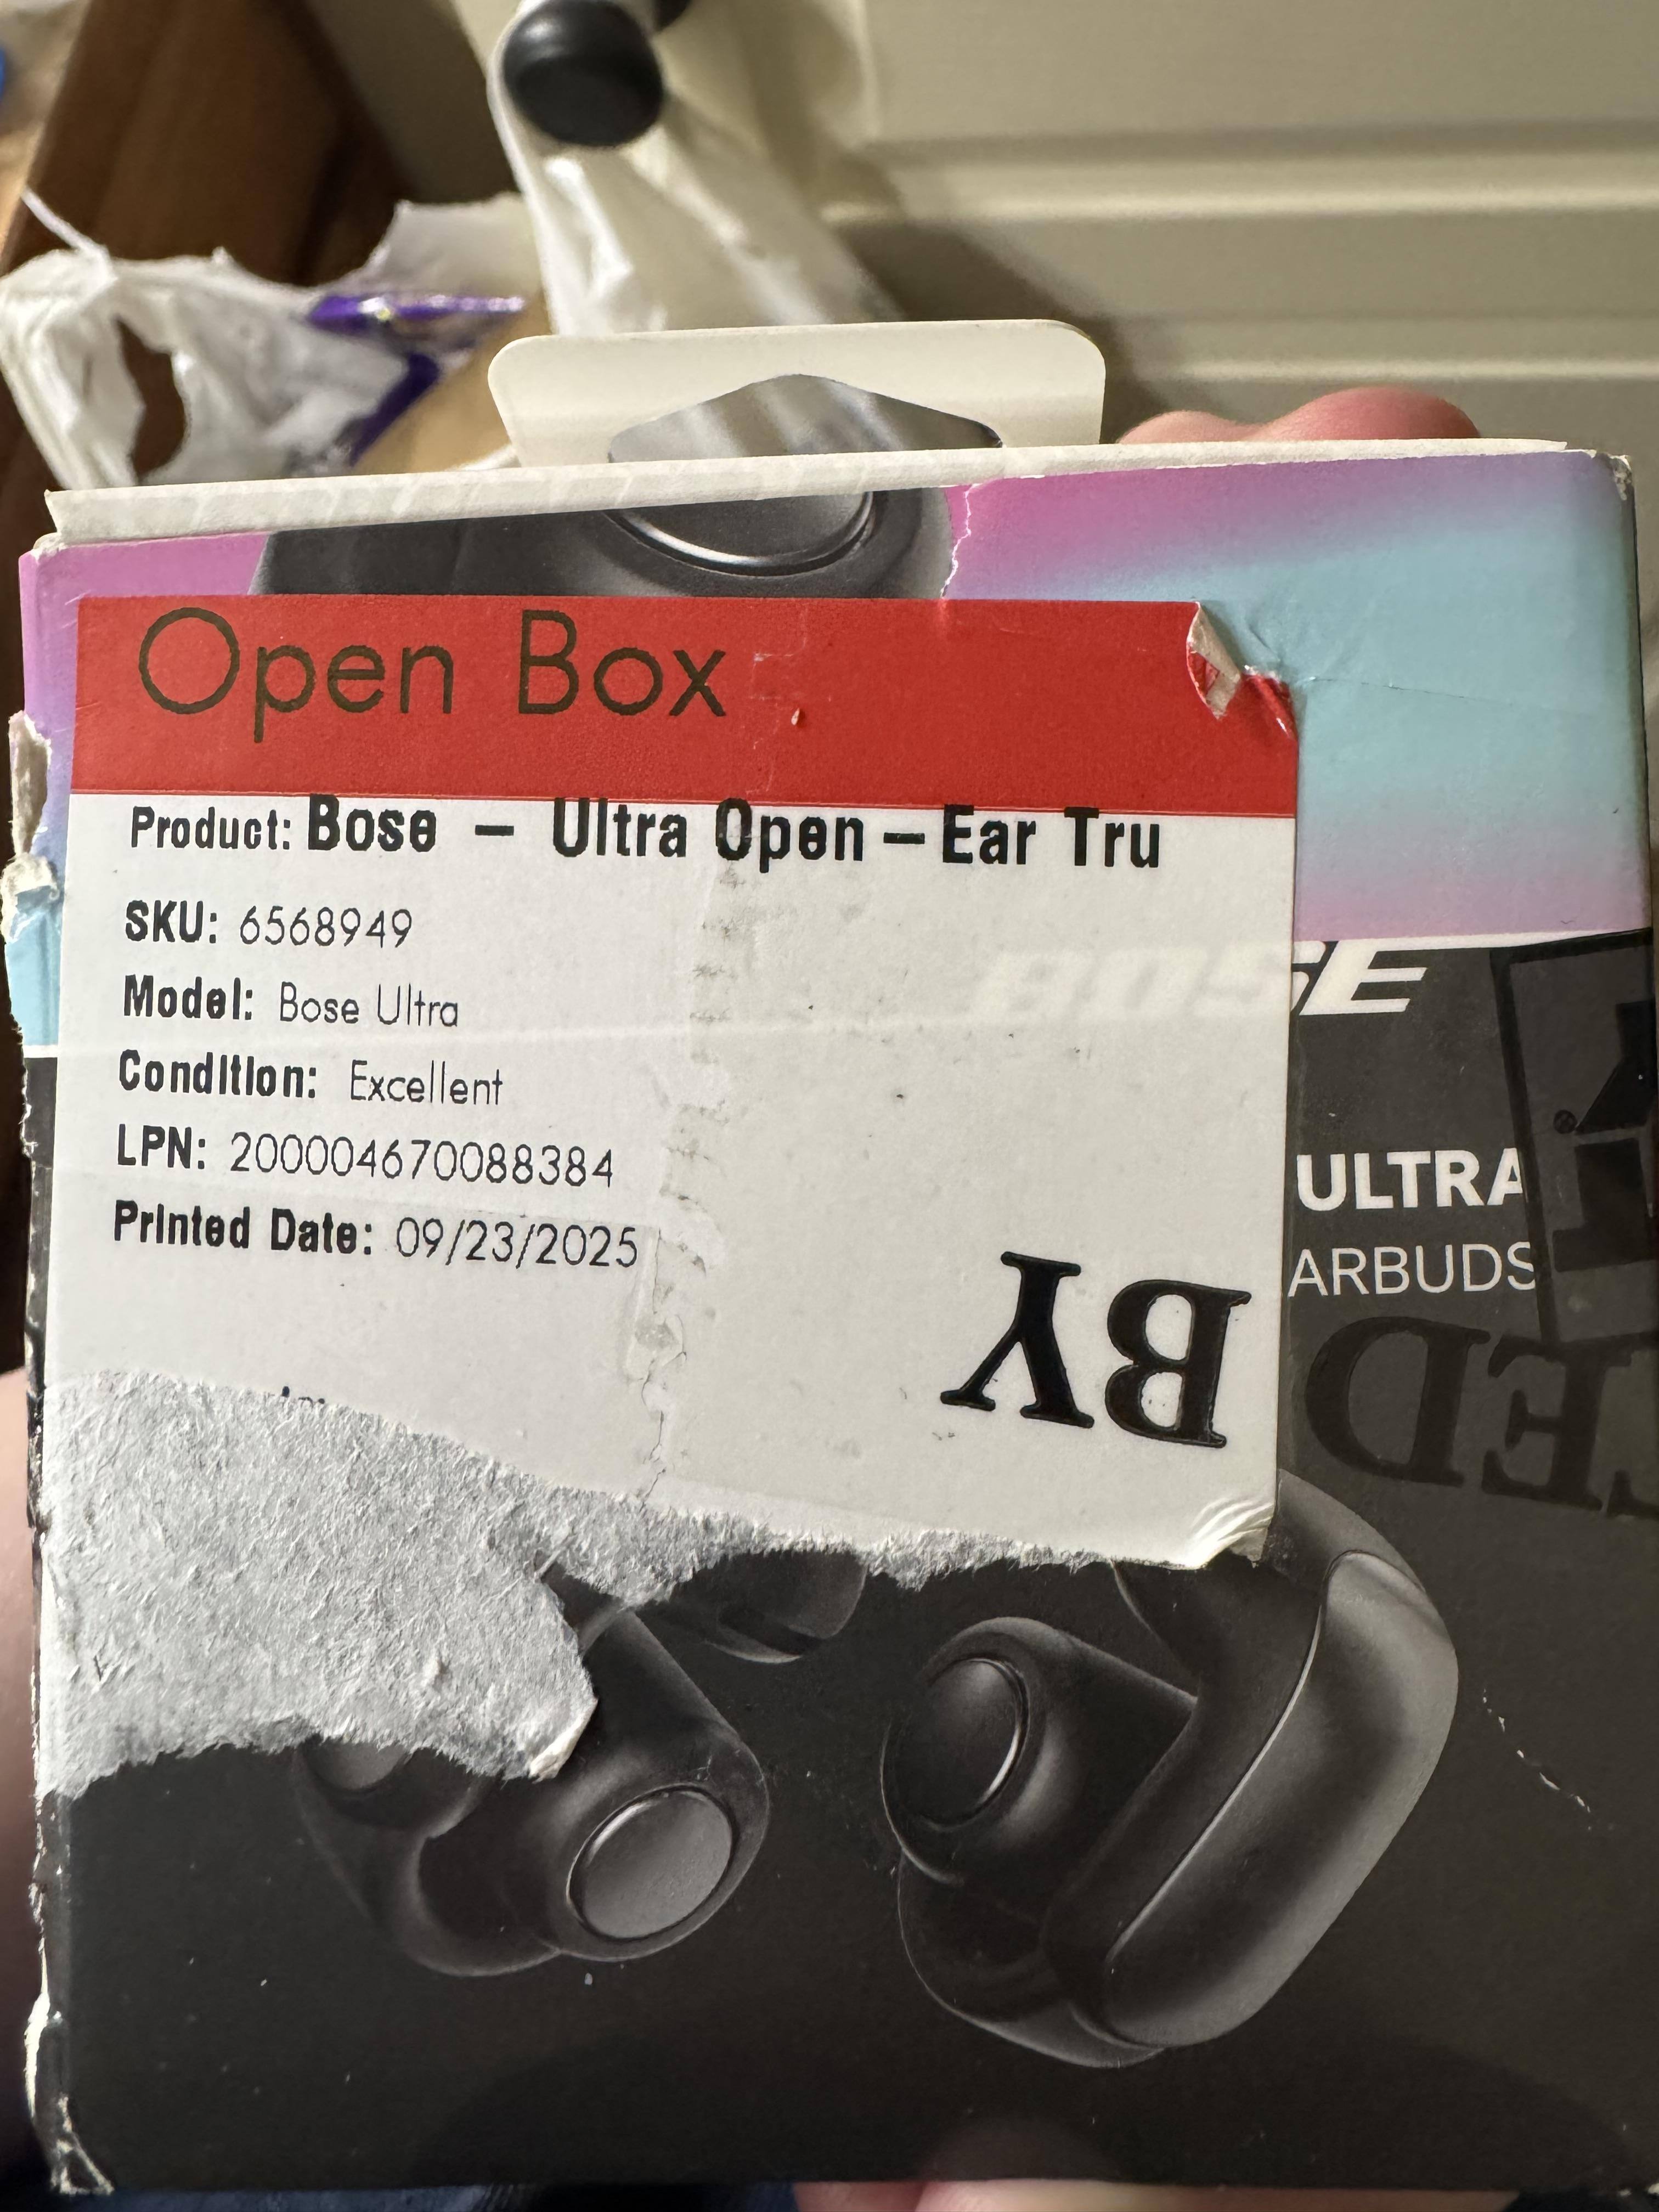 Open Box
Product: Bose - Ultra Open-Ear Tru
SKU: 6568949
Model: Bose Ultra
Condition: Excellent
LPN: 200004670088384
Printed Date: 09/23/2025
BOSE
ULTRA
ARBUDS
BY
ED